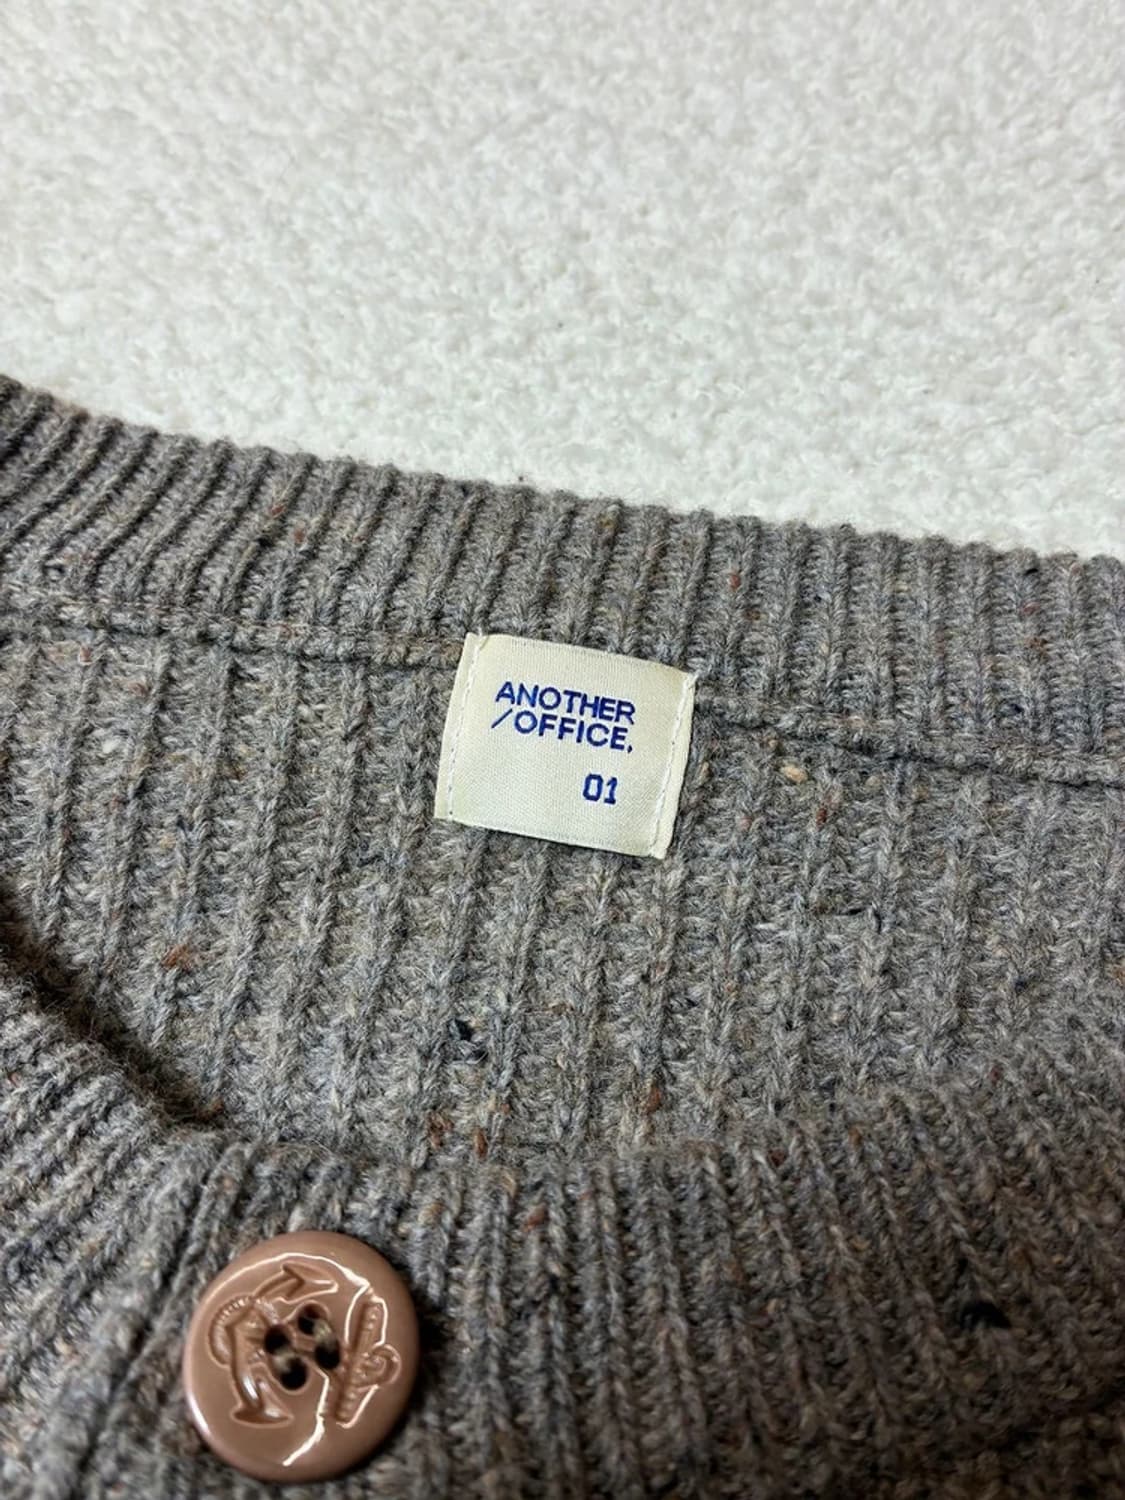 ANOTHER
/OFFICE.
01